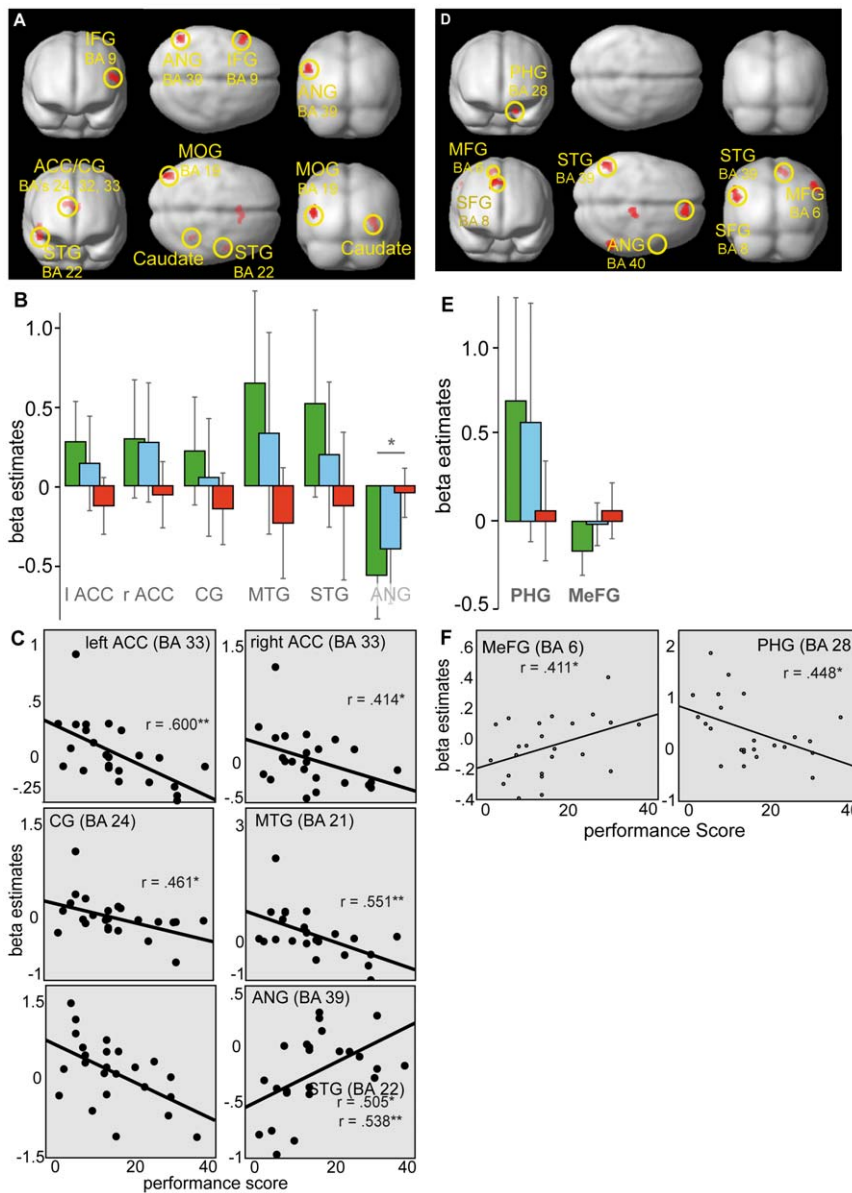 A
IFG
BA 9
ANG
BA 39
IFG
BA 9
ANG
BA 39
ACC/CG
BA's 24, 32, 33
STG
BA 22
MOG
BA 18
Caudate
STG
BA 22
MOG
BA 19
Caudate
D
PHG
BA 28
MFG
BA 6
SFG
BA 8
STG
BA 39
ANG
BA 40
STG
BA 39
MFG
BA 6
SFG
BA 8
B
beta estimates
1.0
0.5
0
-0.5
l ACC r ACC CG MTG STG ANG
*
E
beta eatimates
1.0
0.5
0
-0.5
PHG MeFG
C
beta estimates
left ACC (BA 33)
r = .600**
1
.5
0
-.25
right ACC (BA 33)
r = .414*
1.5
0
-.5
CG (BA 24)
r = .461*
1.5
0
-1
MTG (BA 21)
r = .551**
3
0
-1
1.5
0
-1.5
0 20 40
ANG (BA 39)
STG (BA 22)
r = .505*
r = .538**
.5
0
-.5
-1
0 20 40
performance score
F
beta estimates
MeFG (BA 6)
r = .411*
.6
.4
.2
.0
-.2
-.4
0 20 40
PHG (BA 28)
r = .448*
2
1
0
-1
0 20 40
performance Score